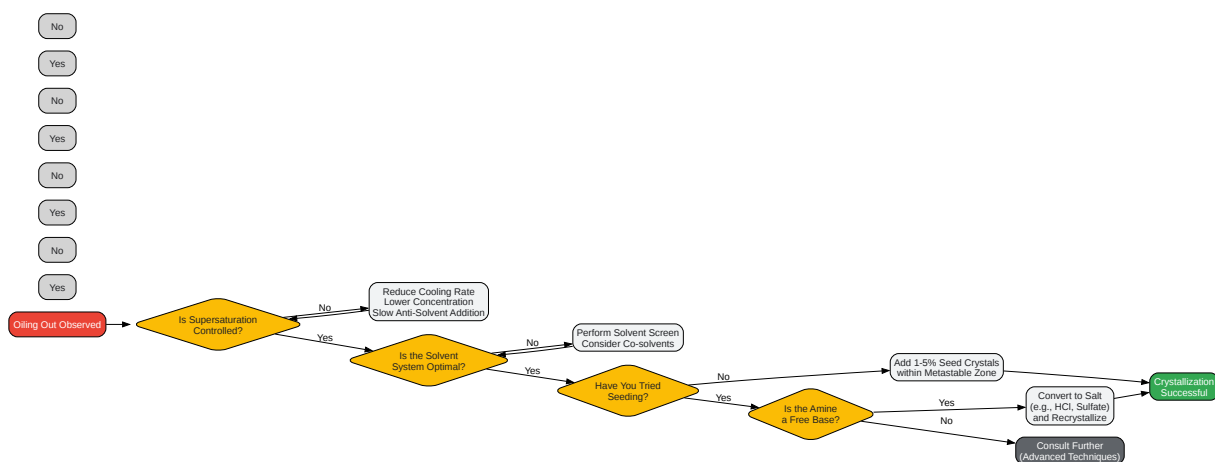 No
Yes
No
Yes
No
Yes
No
Yes
Oiling Out Observed
Is Supersaturation
Controlled?
No
Reduce Cooling Rate
Lower Concentration
Slow Anti-Solvent Addition
Yes
Is the Solvent
System Optimal?
No
Perform Solvent Screen
Consider Co-solvents
Yes
Have You Tried
Seeding?
No
Add 1-5% Seed Crystals
within Metastable Zone
Yes
Is the Amine
a Free Base?
Yes
Convert to Salt
(e.g., HCl, Sulfate)
and Recrystallize
Crystallization
Successful
No
Consult Further
(Advanced Techniques)